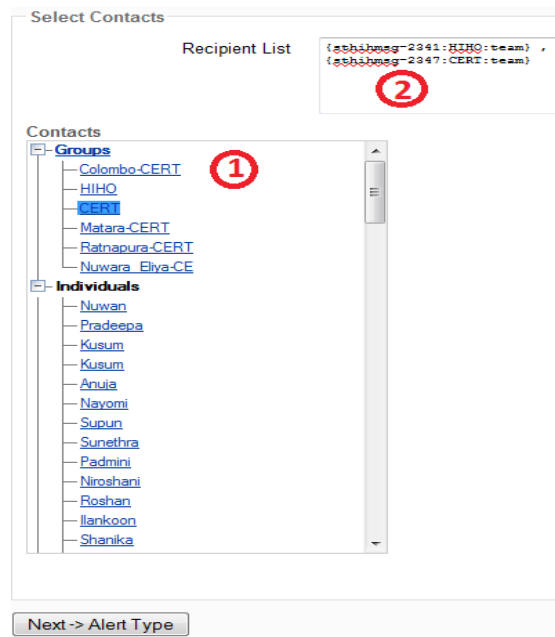 Select Contacts
Recipient List
{sthihmsg-2341:HIHO:team} ,
{sthihmsg-2347:CERT:team}
2
Contacts
Groups
Colombo-CERT
1
HIHO
CERT
Matara-CERT
Ratnapura-CERT
Nuwara_Eliya-CE
Individuals
Nuwan
Pradeepa
Kusum
Kusum
Anuja
Nayomi
Supun
Sunethra
Padmini
Niroshani
Roshan
Ilankoon
Shanika
Next -> Alert Type